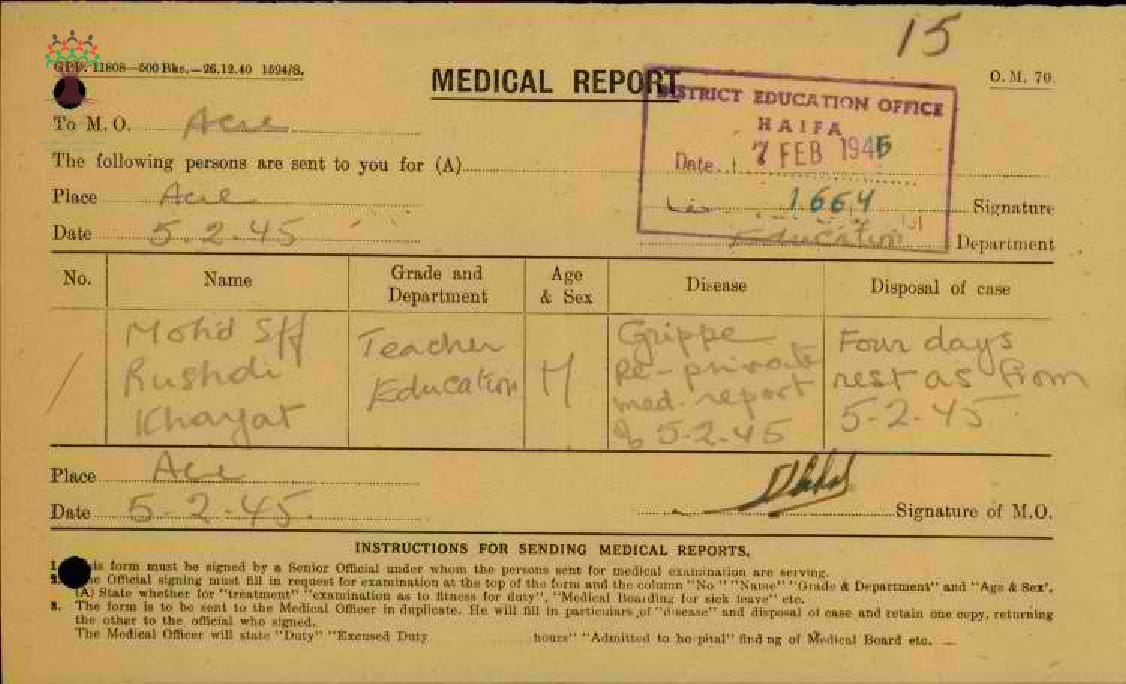 15
GPP. 11808—500 Bks.—26.12.40 1594/S.
MEDICAL REPORT
O.M. 70.
DISTRICT EDUCATION OFFICE
HAIFA
Date 7 FEB 1945
1664
To M. O. Acre
The following persons are sent to you for (A)
Place Acre
Signature
Date 5.2.45
Education Department
No. Name Grade and Department Age & Sex Disease Disposal of case
Mohd Sff Teacher Grippe Four days
Rushdi Education M Re-private rest as from
Khayat med. report 5-2-45
5-2-45
Place Acre
Date 5-2-45.
Signature of M.O.
INSTRUCTIONS FOR SENDING MEDICAL REPORTS.
1. form must be signed by a Senior Official under whom the persons sent for medical examination are serving.
2. Official signing must fill in request for examination at the top of the form and the column "No." "Name" "Grade & Department" and "Age & Sex".
(A) State whether for "treatment" "examination as to fitness for duty", "Medical Boarding for sick leave" etc.
3. The form is to be sent to the Medical Officer in duplicate. He will fill in particulars of "disease" and disposal of case and retain one copy, returning
the other to the official who signed.
The Medical Officer will state "Duty" "Excused Duty hours" "Admitted to ho pital" find ng of Medical Board etc. —